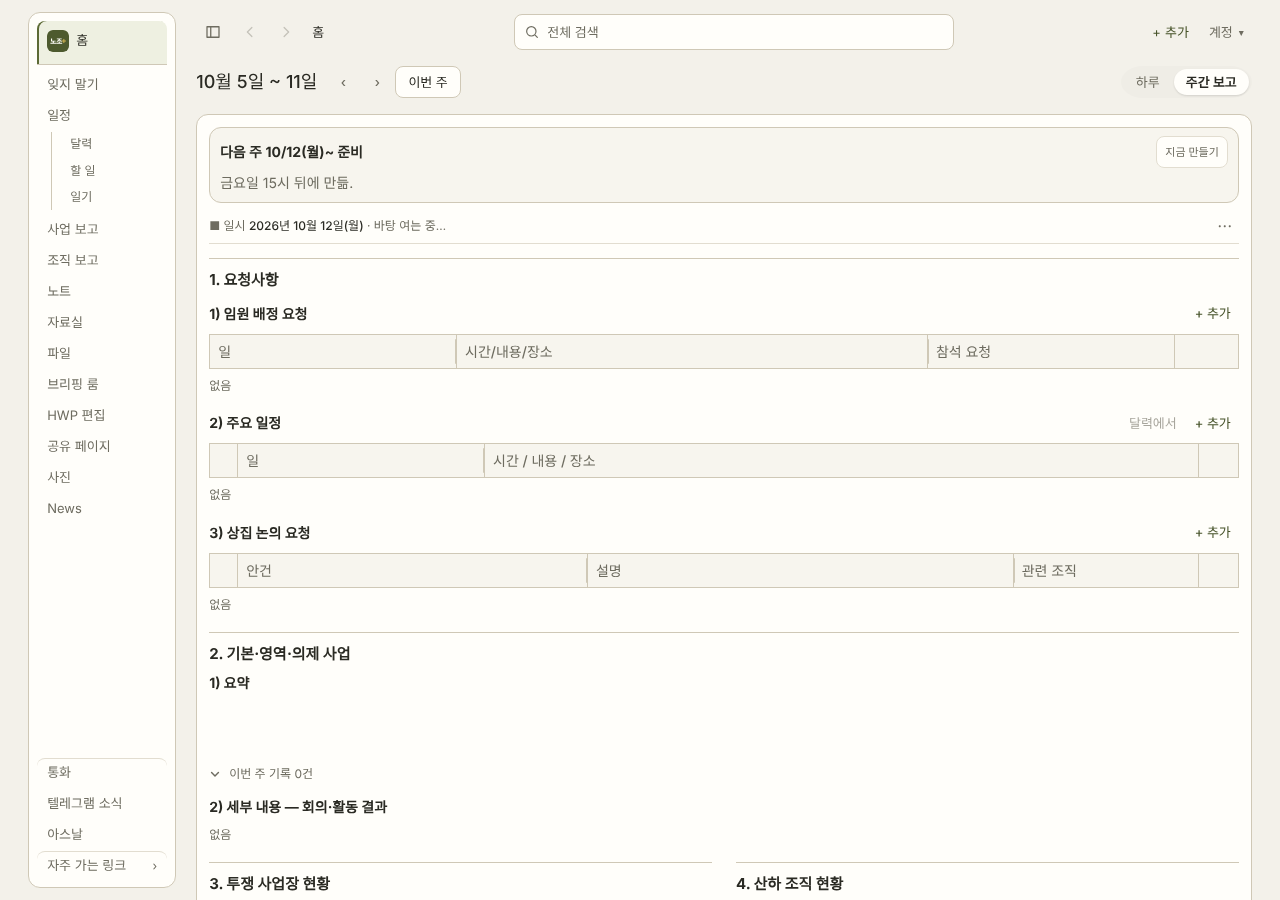 노조+ 홈
잊지 말기
일정
달력
할 일
일기
사업 보고
조직 보고
노트
자료실
파일
브리핑 룸
HWP 편집
공유 페이지
사진
News
통화
텔레그램 소식
아스날
자주 가는 링크 ›
홈
전체 검색
+ 추가 계정 ▾
10월 5일 ~ 11일 ‹ › 이번 주
하루 주간 보고
다음 주 10/12(월)~ 준비 지금 만들기
금요일 15시 뒤에 만듦.
■ 일시 2026년 10월 12일(월) · 바탕 여는 중… ⋯
1. 요청사항
1) 임원 배정 요청 + 추가
일 시간/내용/장소 참석 요청
없음
2) 주요 일정 달력에서 + 추가
일 시간 / 내용 / 장소
없음
3) 상집 논의 요청 + 추가
안건 설명 관련 조직
없음
2. 기본·영역·의제 사업
1) 요약
이번 주 기록 0건
2) 세부 내용 — 회의·활동 결과
없음
3. 투쟁 사업장 현황 4. 산하 조직 현황